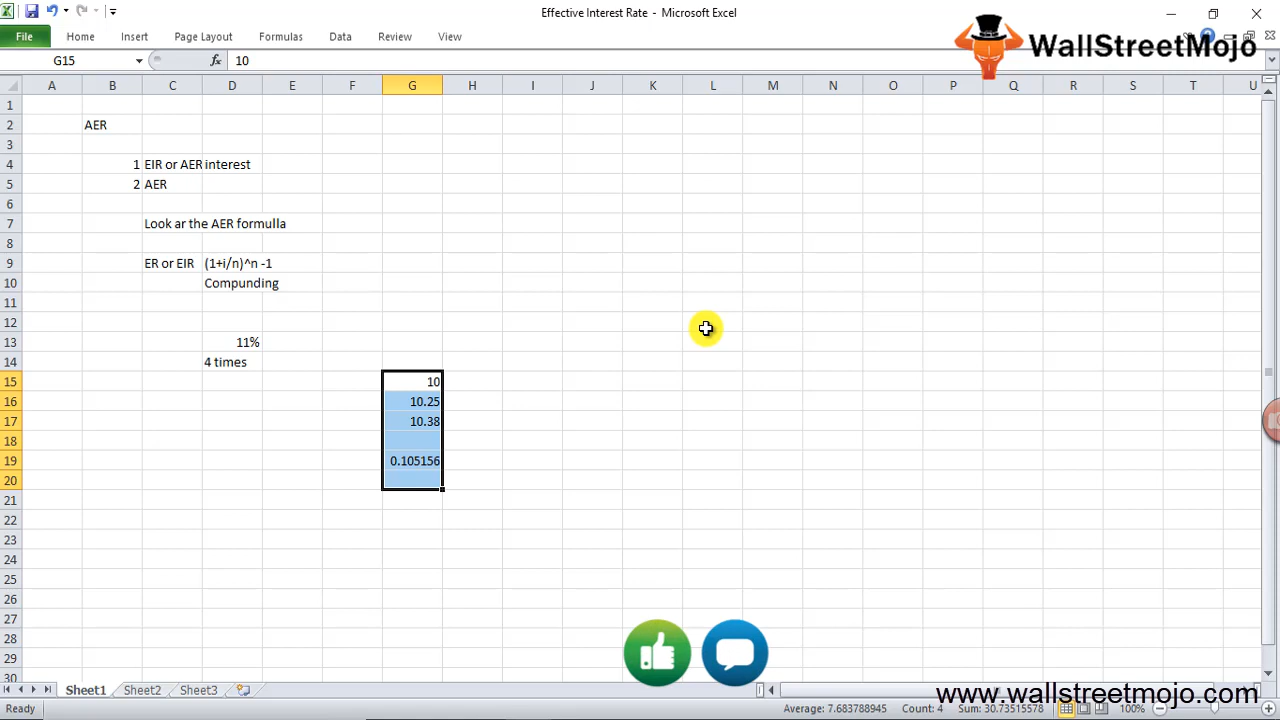 Effective Interest Rate - Microsoft Excel
File Home Insert Page Layout Formulas Data Review View
WallStreetMojo
G15 fx 10
A B C D F G H I J K L M N O P Q R S T U
1
2 AER
3
4 1 EIR or AER interest
5 2 AER
6
7 Look ar the AER formulla
8
9 ER or EIR (1+i/n)^n -1
10 Compunding
11
12
13 11%
14 4 times
15 10
16 10.25
17 10.38
18
19 0.105156
20
21
22
23
24
25
26
27
28
29
30
Sheet1 Sheet2 Sheet3
www.wallstreetmojo.com
Ready Average: 7.683788945 Count: 4 Sum: 30.73515578 100%